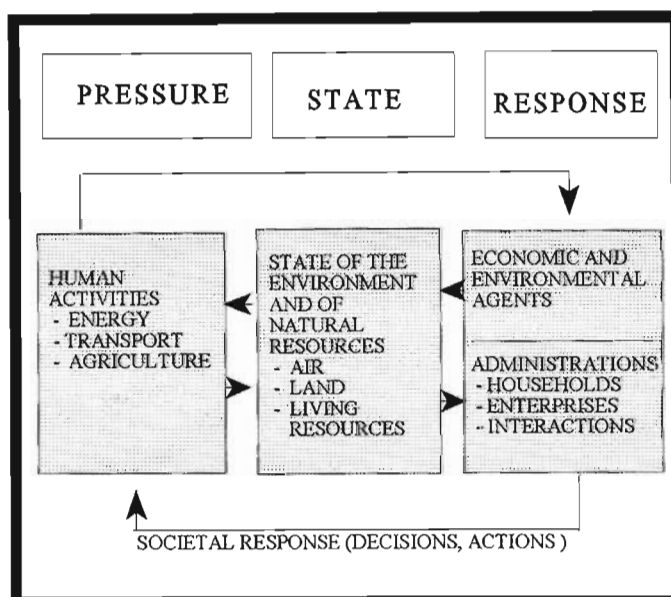 PRESSURE
STATE
RESPONSE
HUMAN
ACTIVITIES
- ENERGY
- TRANSPORT
- AGRICULTURE
STATE OF THE
ENVIRONMENT
AND OF
NATURAL
RESOURCES
- AIR
- LAND
- LIVING
RESOURCES
ECONOMIC AND
ENVIRONMENTAL
AGENTS
ADMINISTRATIONS
- HOUSEHOLDS
- ENTERPRISES
- INTERACTIONS
SOCIETAL RESPONSE (DECISIONS, ACTIONS )